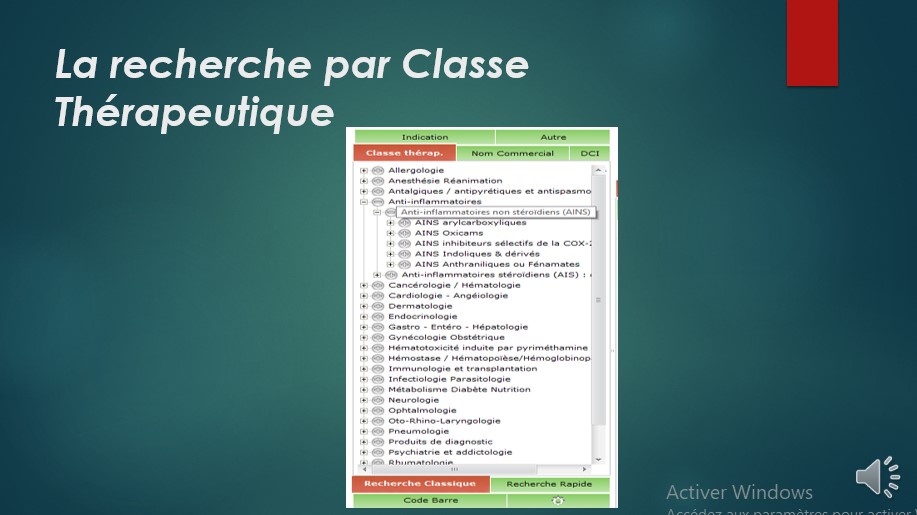 La recherche par Classe
Thérapeutique
Indication
Autre
Classe thérap.
Nom Commercial
DCI
Allergologie
Anesthésie Réanimation
Antalgiques / antipyrétiques et antispasmo
Anti-inflammatoires
Anti-inflammatoires non stéroïdiens (AINS)
AINS arylcarboxyliques
AINS Oxicams
AINS inhibiteurs sélectifs de la COX-2
AINS Indoliques & dérivés
AINS Anthraniliques ou Fénamates
Anti-inflammatoires stéroïdiens (AIS) :
Cancérologie / Hématologie
Cardiologie - Angéiologie
Dermatologie
Endocrinologie
Gastro - Entéro - Hépatologie
Gynécologie Obstétrique
Hématotoxicité induite par pyriméthamine
Hémostase / Hématopoïèse/Hémoglobinop
Immunologie et transplantation
Infectiologie Parasitologie
Métabolisme Diabète Nutrition
Neurologie
Ophtalmologie
Oto-Rhino-Laryngologie
Pneumologie
Produits de diagnostic
Psychiatrie et addictologie
Rhumatologie
Recherche Classique
Recherche Rapide
Code Barre
Activer Windows
Accédez aux paramètres pour activer